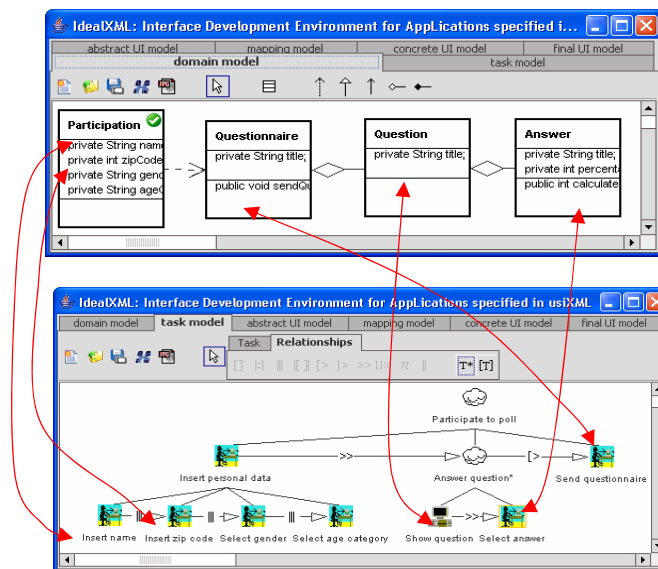 IdealXML: Interface Development Environment for AppLications specified i...
abstract UI model mapping model concrete UI model final UI model
domain model task model
Participation
private String name
private int zipCode
private String gend
private String ageC
Questionnaire
private String title;
public void sendQu
Question
private String title;
Answer
private String title;
private int percenta
public int calculate
IdealXML: Interface Development Environment for AppLications specified in usiXML
domain model task model abstract UI model mapping model concrete UI model final UI model
Task Relationships
[] |=| ||| |[]| [> |> >> []>> π ||
T* [T]
Participate to poll
>> [>
Insert personal data Answer question* Send questionnaire
||| ||| ||| >>
Insert name Insert zip code Select gender Select age category Show question Select answer